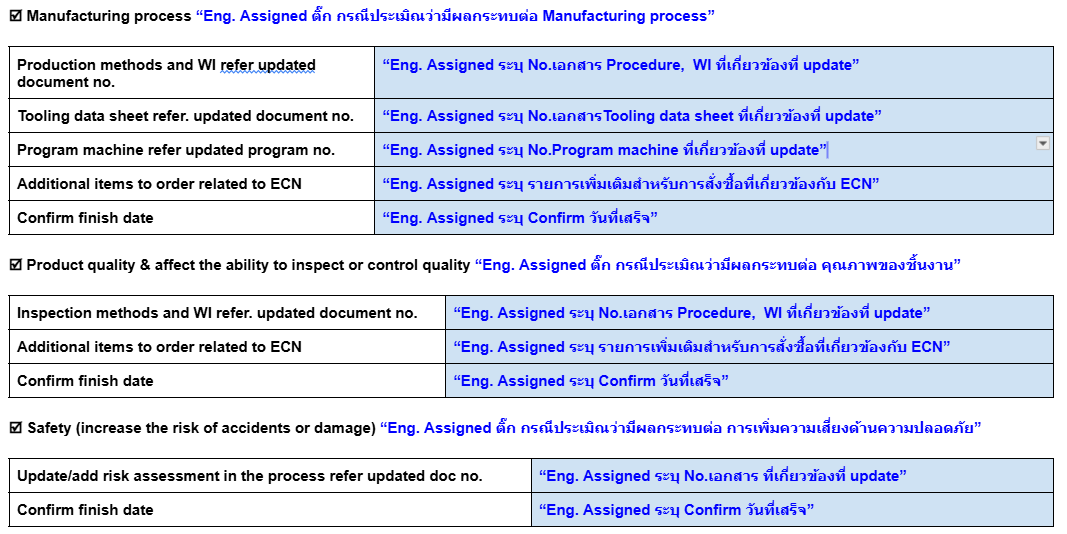 ☑ Manufacturing process “Eng. Assigned ติ๊ก กรณีประเมิณว่ามีผลกระทบต่อ Manufacturing process”
Production methods and WI refer updated
document no.
“Eng. Assigned ระบุ No.เอกสาร Procedure, WI ที่เกี่ยวข้องที่ update”
Tooling data sheet refer. updated document no.
“Eng. Assigned ระบุ No.เอกสารTooling data sheet ที่เกี่ยวข้องที่ update”
Program machine refer updated program no.
“Eng. Assigned ระบุ No.Program machine ที่เกี่ยวข้องที่ update”
Additional items to order related to ECN
“Eng. Assigned ระบุ รายการเพิ่มเติมสำหรับการสั่งซื้อที่เกี่ยวข้องกับ ECN”
Confirm finish date
“Eng. Assigned ระบุ Confirm วันที่เสร็จ”
☑ Product quality & affect the ability to inspect or control quality “Eng. Assigned ติ๊ก กรณีประเมิณว่ามีผลกระทบต่อ คุณภาพของชิ้นงาน”
Inspection methods and WI refer. updated document no.
“Eng. Assigned ระบุ No.เอกสาร Procedure, WI ที่เกี่ยวข้องที่ update”
Additional items to order related to ECN
“Eng. Assigned ระบุ รายการเพิ่มเติมสำหรับการสั่งซื้อที่เกี่ยวข้องกับ ECN”
Confirm finish date
“Eng. Assigned ระบุ Confirm วันที่เสร็จ”
☑ Safety (increase the risk of accidents or damage) “Eng. Assigned ติ๊ก กรณีประเมิณว่ามีผลกระทบต่อ การเพิ่มความเสี่ยงด้านความปลอดภัย”
Update/add risk assessment in the process refer updated doc no.
“Eng. Assigned ระบุ No.เอกสาร ที่เกี่ยวข้องที่ update”
Confirm finish date
“Eng. Assigned ระบุ Confirm วันที่เสร็จ”